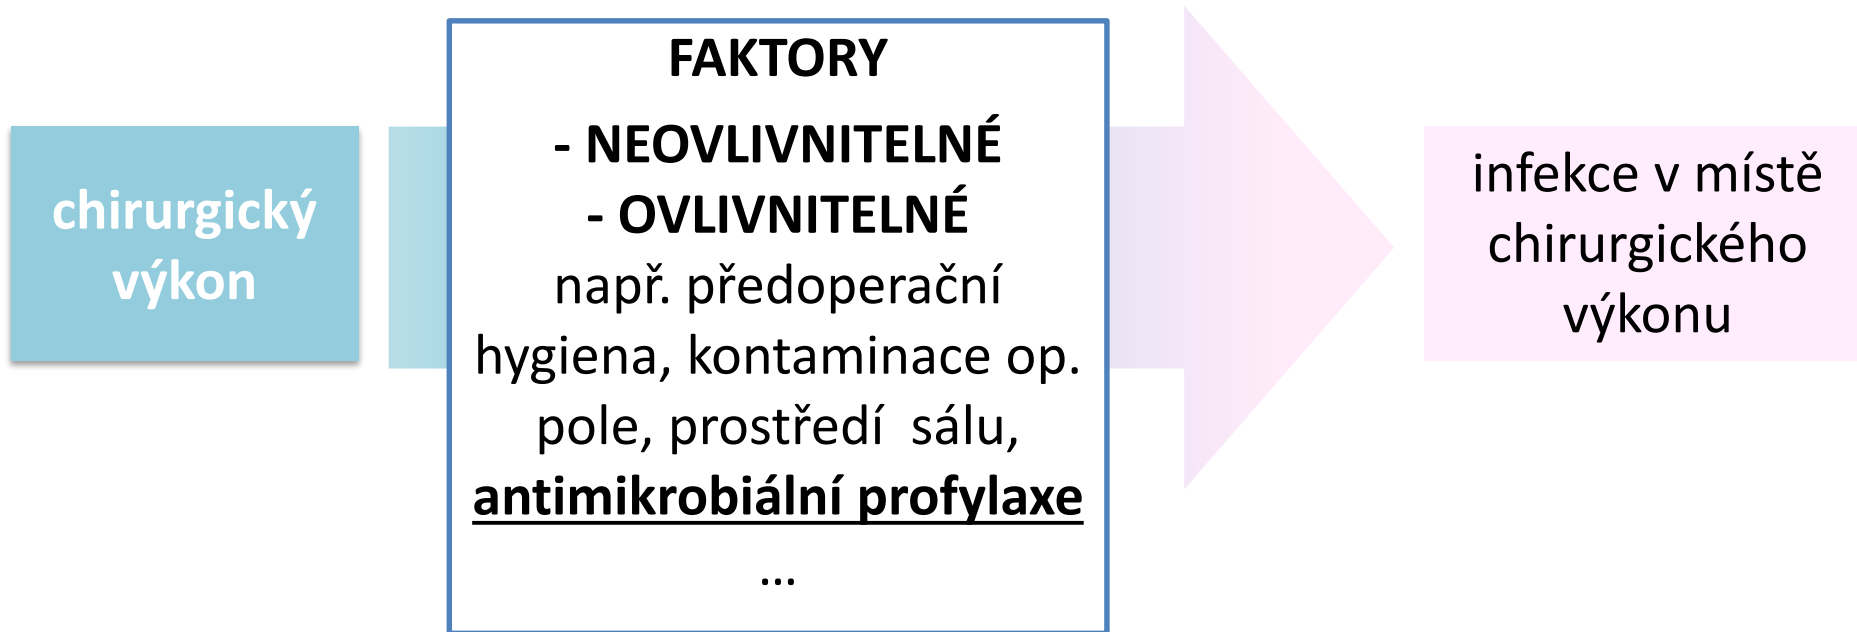 chirurgický
výkon
FAKTORY
- NEOVLIVNITELNÉ
- OVLIVNITELNÉ
např. předoperační
hygiena, kontaminace op.
pole, prostředí sálu,
antimikrobiální profylaxe
...
infekce v místě
chirurgického
výkonu